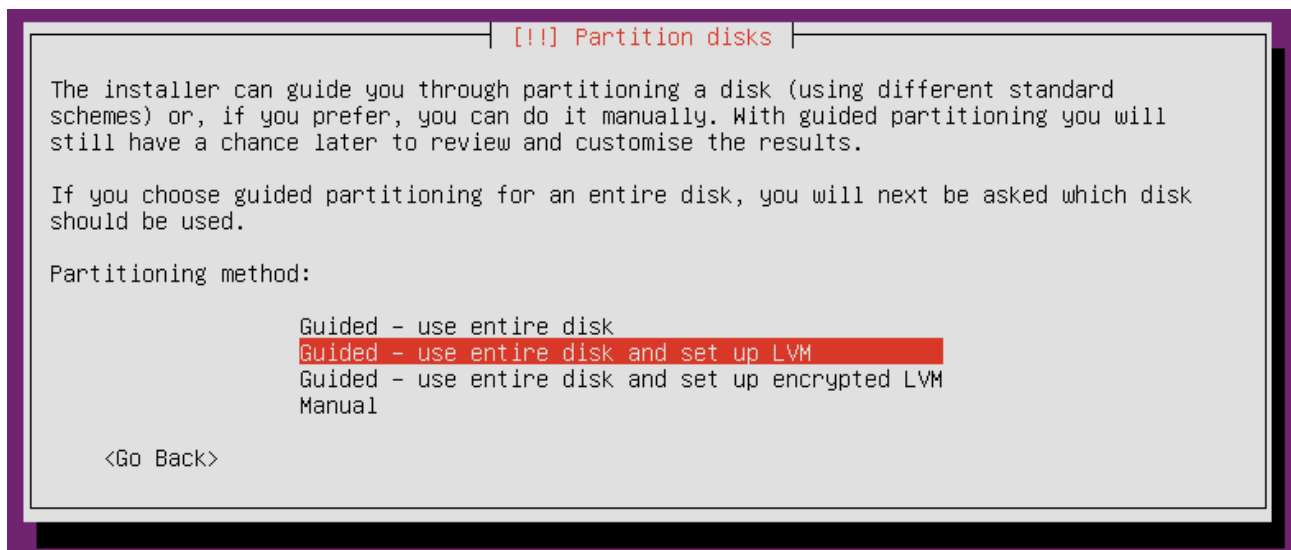 [!!] Partition disks
The installer can guide you through partitioning a disk (using different standard
schemes) or, if you prefer, you can do it manually. With guided partitioning you will
still have a chance later to review and customise the results.
If you choose guided partitioning for an entire disk, you will next be asked which disk
should be used.
Partitioning method:
Guided - use entire disk
Guided - use entire disk and set up LVM
Guided - use entire disk and set up encrypted LVM
Manual
<Go Back>